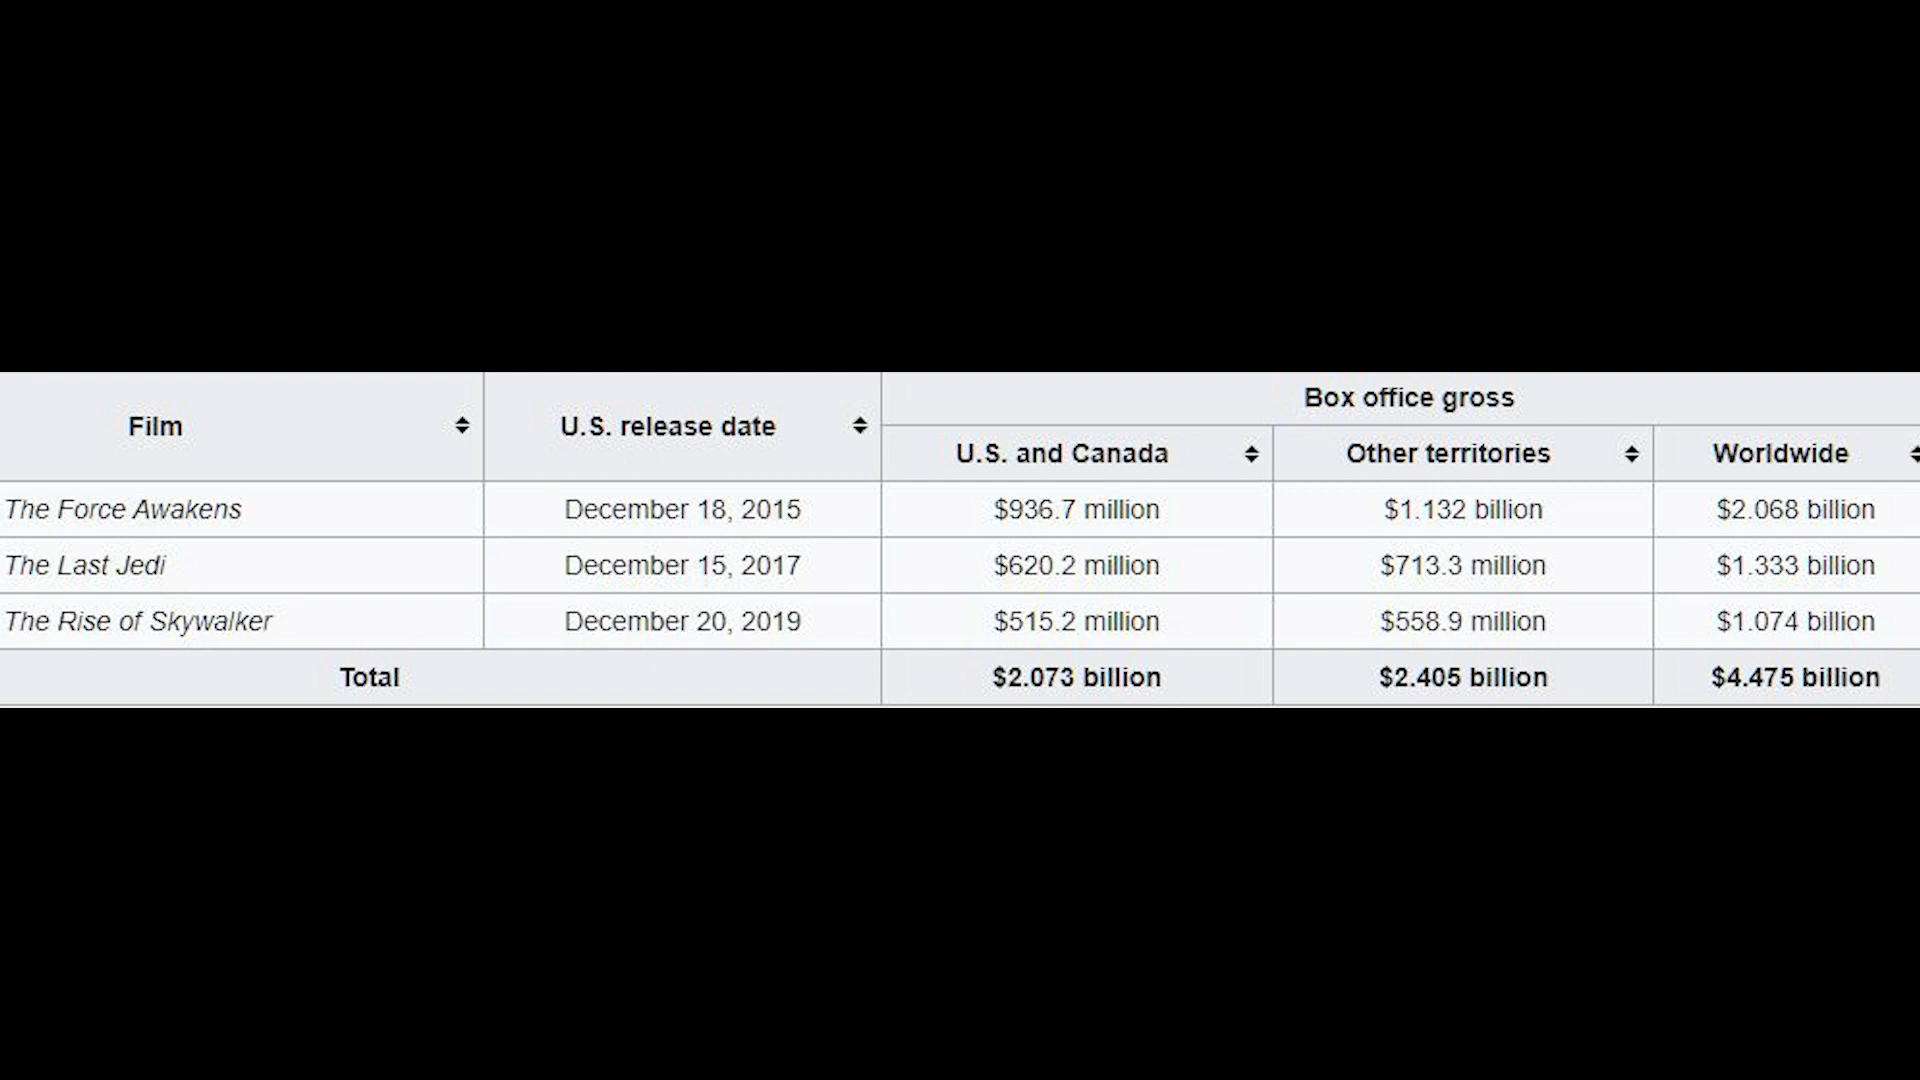 Film U.S. release date Box office gross
U.S. and Canada Other territories Worldwide
The Force Awakens December 18, 2015 $936.7 million $1.132 billion $2.068 billion
The Last Jedi December 15, 2017 $620.2 million $713.3 million $1.333 billion
The Rise of Skywalker December 20, 2019 $515.2 million $558.9 million $1.074 billion
Total $2.073 billion $2.405 billion $4.475 billion